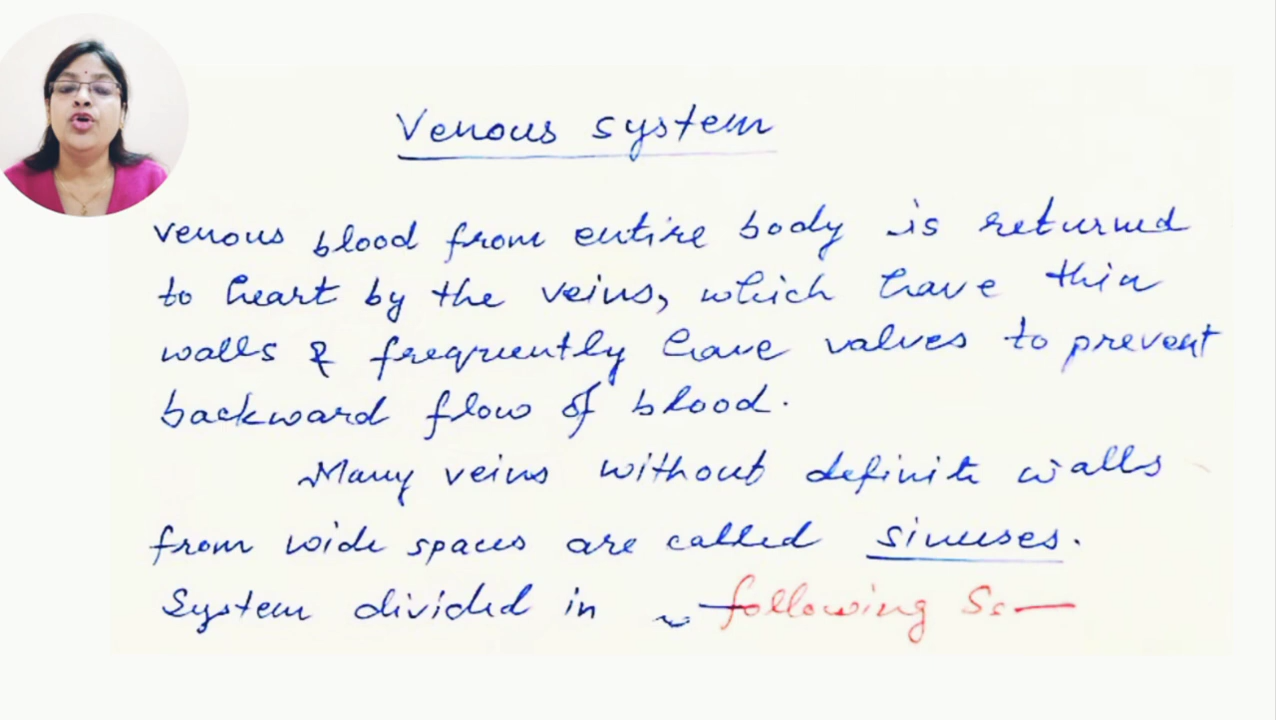 Venous system
venous blood from entire body is returned
to heart by the veins, which have thin
walls & frequently have valves to prevent
backward flow of blood.
Many veins without definite walls
from wide spaces are called sinuses.
System divided in following Ss—